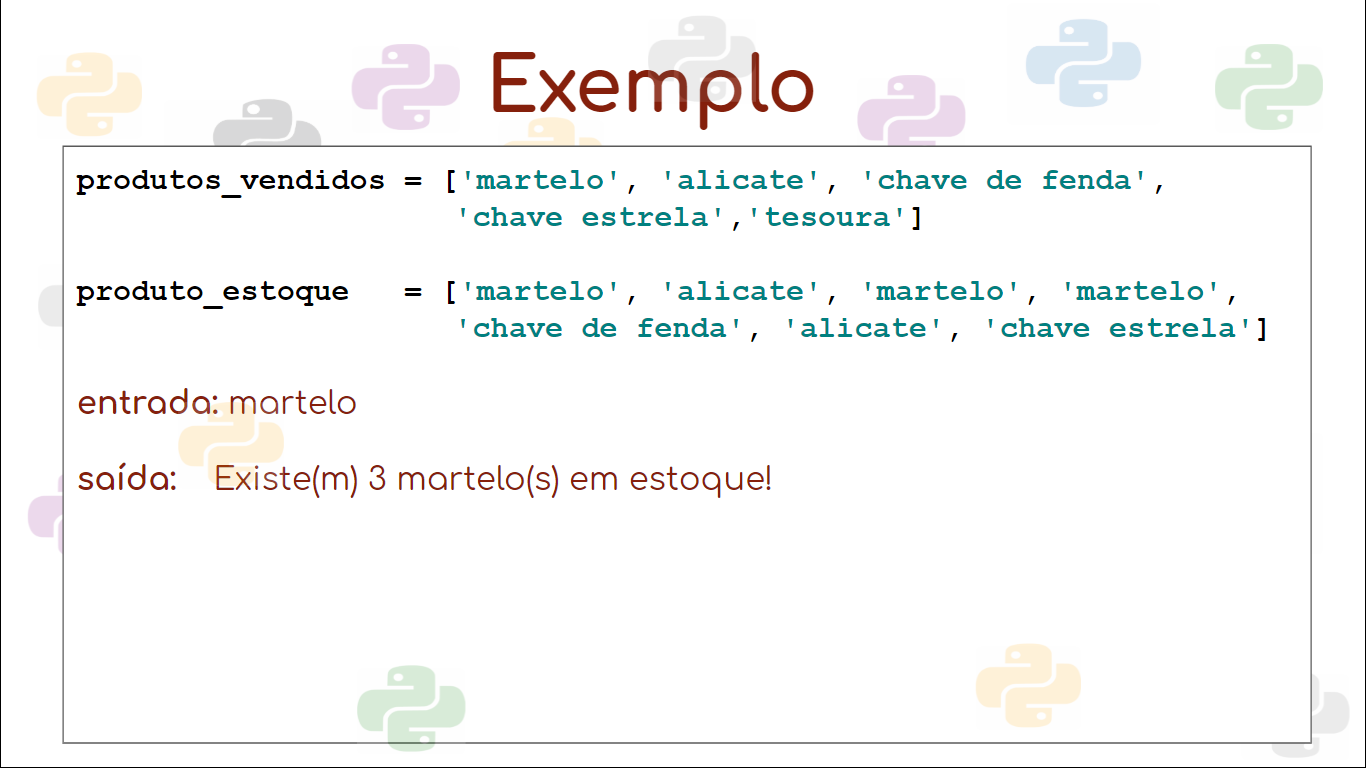 Exemplo
produtos_vendidos = ['martelo', 'alicate', 'chave de fenda',
'chave estrela','tesoura']
produto_estoque = ['martelo', 'alicate', 'martelo', 'martelo',
'chave de fenda', 'alicate', 'chave estrela']
entrada: martelo
saída: Existe(m) 3 martelo(s) em estoque!